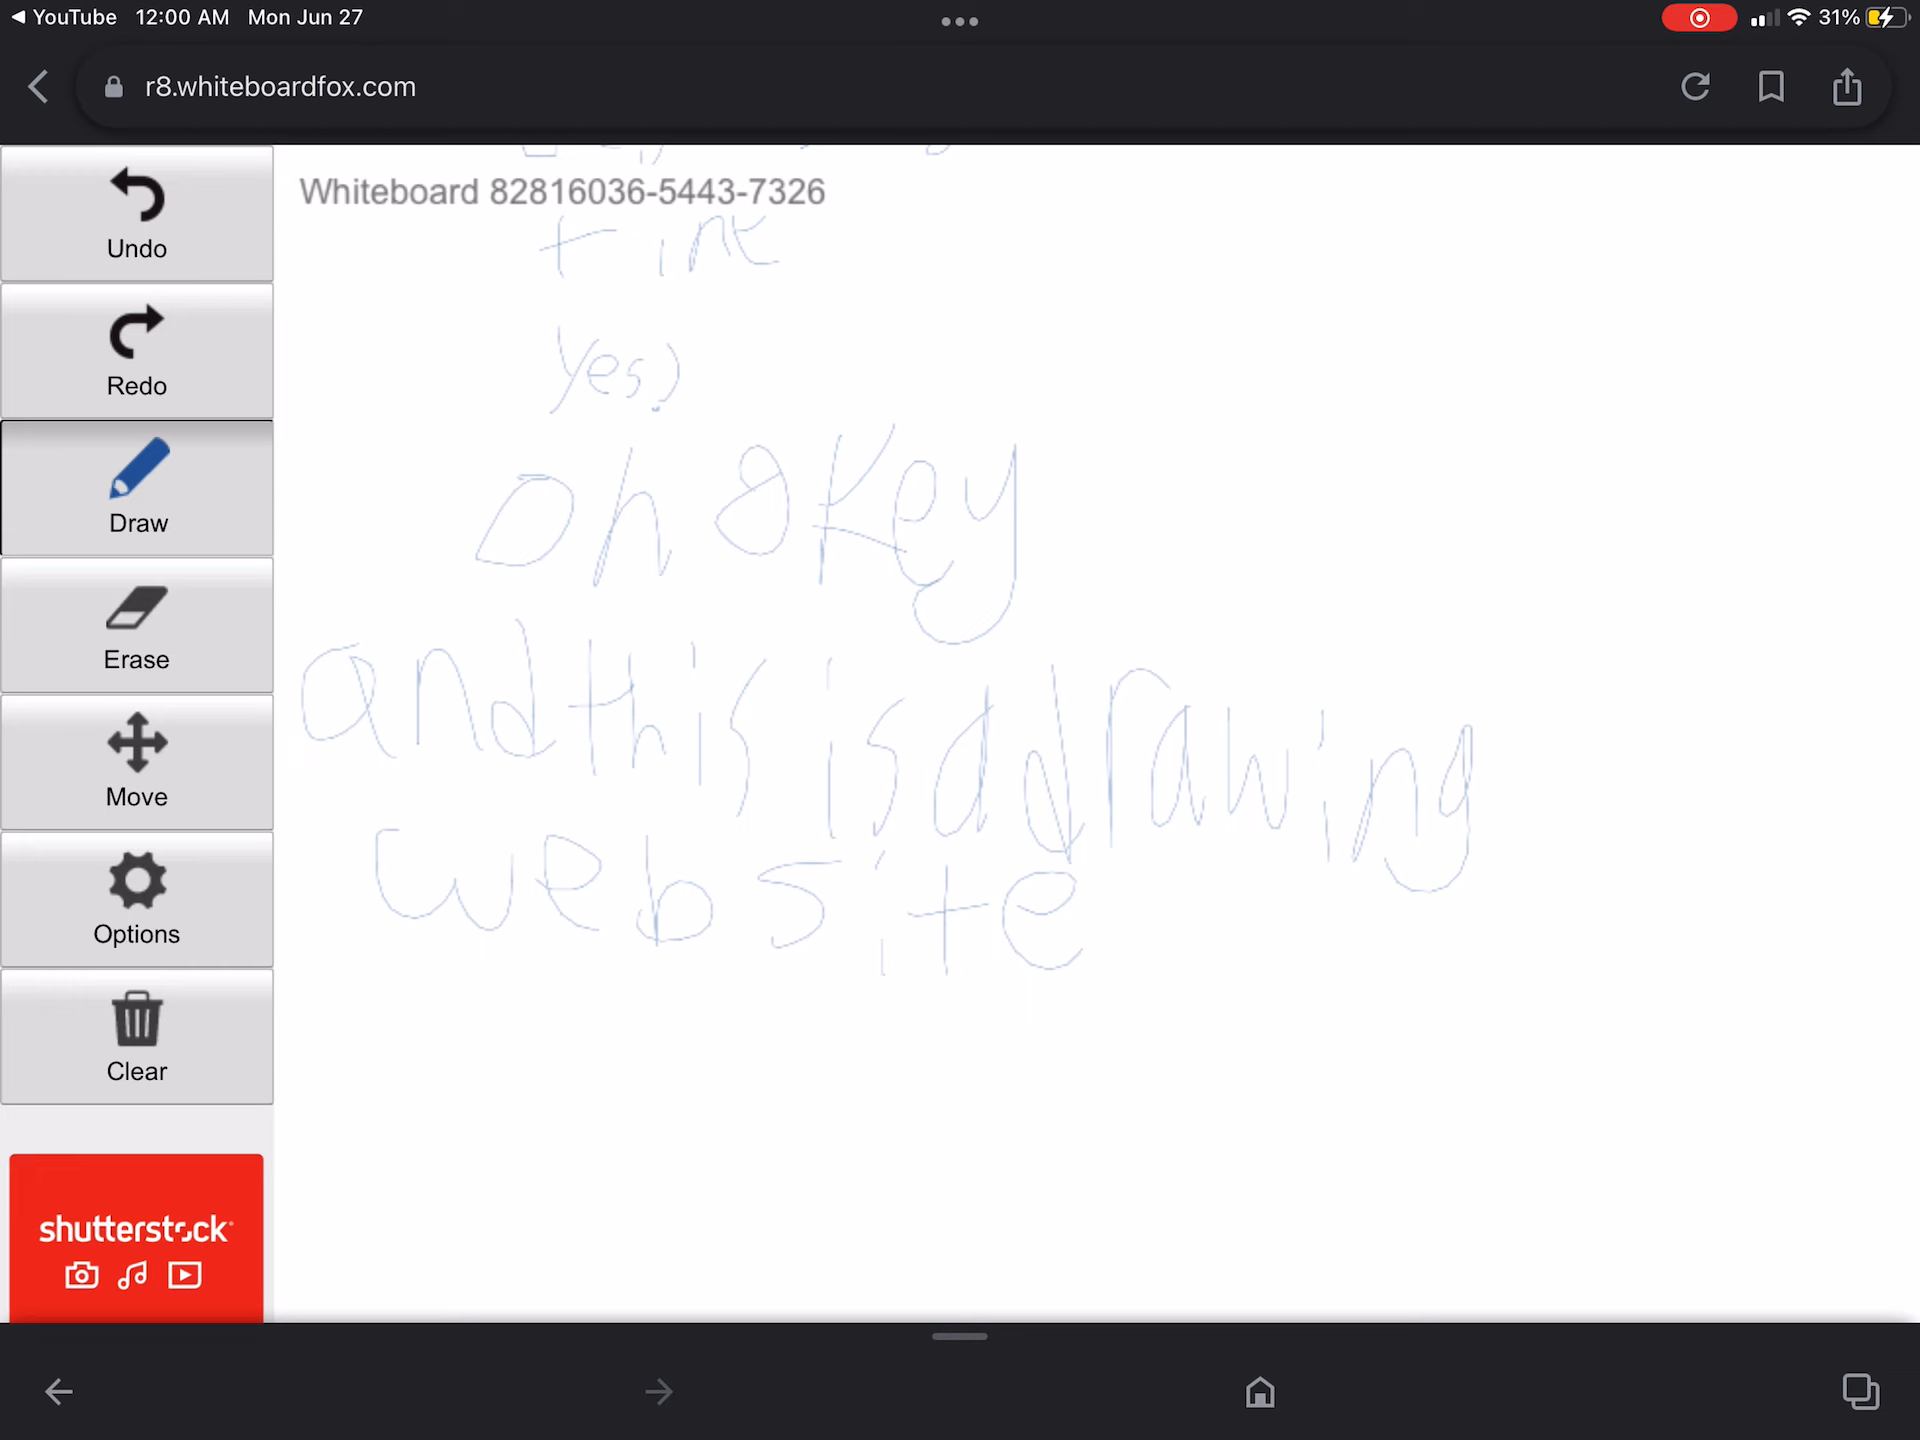 YouTube 12:00 AM Mon Jun 27 31%
r8.whiteboardfox.com
Whiteboard 82816036-5443-7326
Undo
Redo
Draw
Erase
Move
Options
Clear
fine
yes?
oh okey
and this is a drawing
website
shutterstock